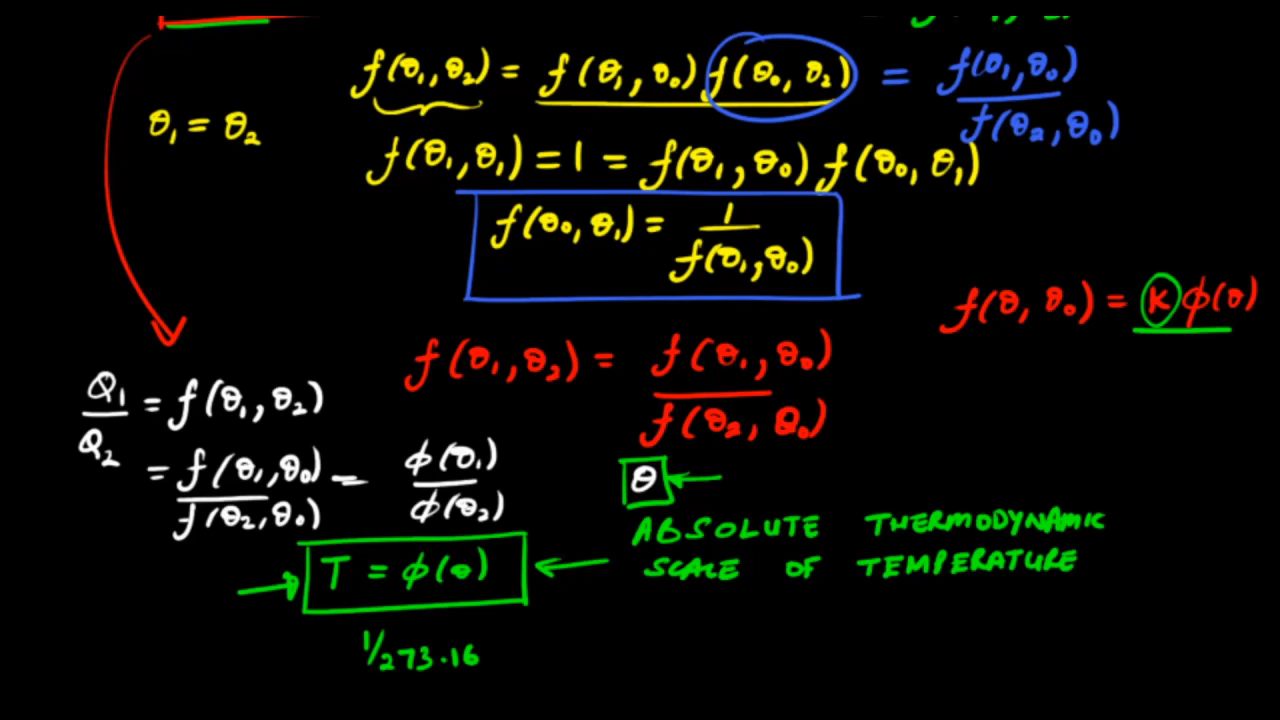 f(θ₁,θ₂) = f(θ₁,θ₀) f(θ₀,θ₂) = f(θ₁,θ₀) / f(θ₂,θ₀)
θ₁ = θ₂
f(θ₁,θ₁) = 1 = f(θ₁,θ₀) f(θ₀,θ₁)
f(θ₀,θ₁) = 1 / f(θ₁,θ₀)
f(θ,θ₀) = K φ(θ)
f(θ₁,θ₂) = f(θ₁,θ₀) / f(θ₂,θ₀)
Q₁ / Q₂ = f(θ₁,θ₂)
= f(θ₁,θ₀) / f(θ₂,θ₀) = φ(θ₁) / φ(θ₂)
θ
ABSOLUTE THERMODYNAMIC
SCALE OF TEMPERATURE
T = φ(θ)
1/273.16